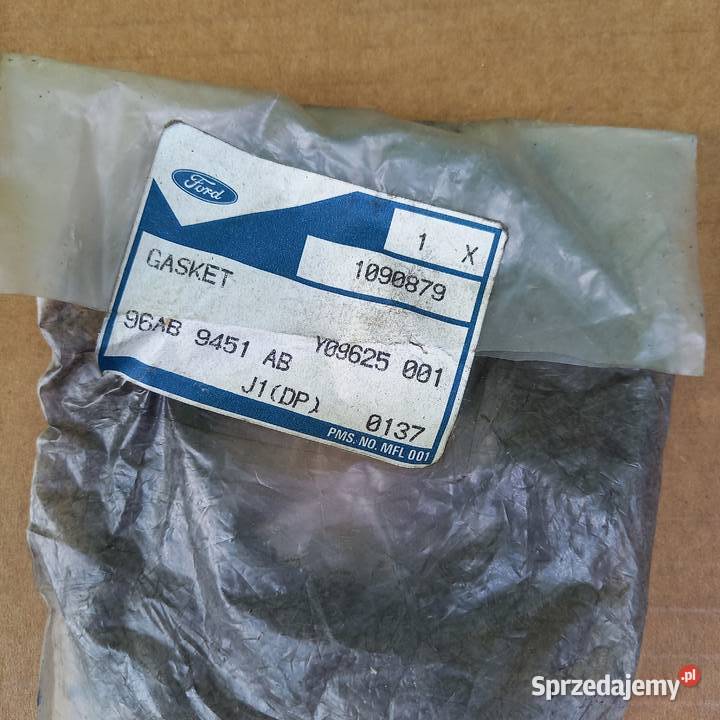 Ford
1 X
GASKET 1090879
96AB 9451 AB Y09625 001
J1(DP) 0137
PMS. NO. MFL 001
Sprzedajemy.pl